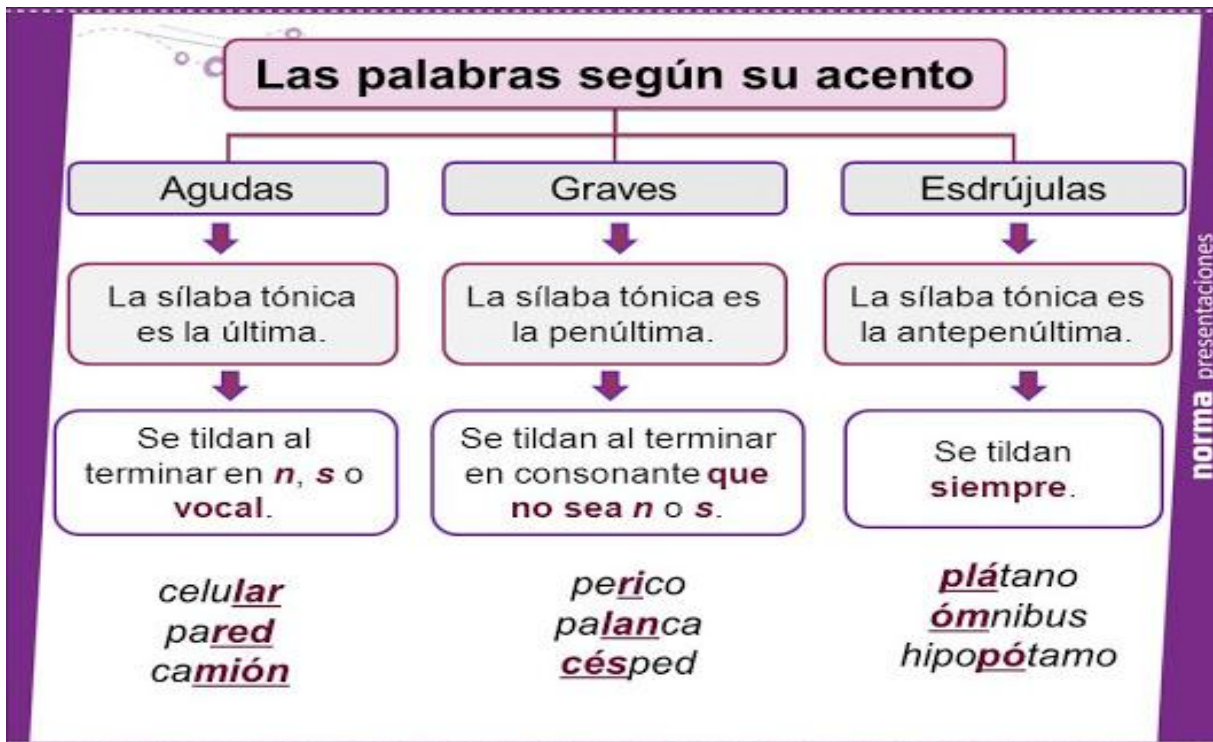 Las palabras según su acento
Agudas
La sílaba tónica
es la última.
Se tildan al
terminar en n, s o
vocal.
celular
pared
camión
Graves
La sílaba tónica es
la penúltima.
Se tildan al terminar
en consonante que
no sea n o s.
perico
palanca
césped
Esdrújulas
La sílaba tónica es
la antepenúltima.
Se tildan
siempre.
plátano
ómnibus
hipopótamo
norma presentaciones